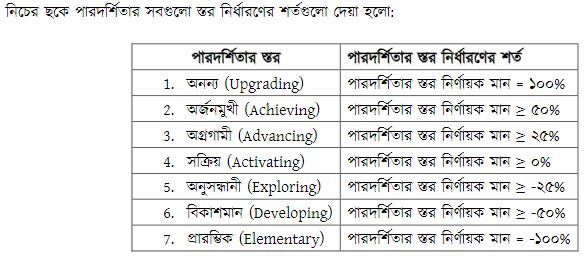 নিচের ছকে পারদর্শিতার সবগুলো স্তর নির্ধারণের শর্তগুলো দেয়া হলো:
পারদর্শিতার স্তর পারদর্শিতার স্তর নির্ধারণের শর্ত
1. অনন্য (Upgrading) পারদর্শিতার স্তর নির্ণায়ক মান = ১০০%
2. অর্জনমুখী (Achieving) পারদর্শিতার স্তর নির্ণায়ক মান ≥ ৫০%
3. অগ্রগামী (Advancing) পারদর্শিতার স্তর নির্ণায়ক মান ≥ ২৫%
4. সক্রিয় (Activating) পারদর্শিতার স্তর নির্ণায়ক মান ≥ ০%
5. অনুসন্ধানী (Exploring) পারদর্শিতার স্তর নির্ণায়ক মান ≥ -২৫%
6. বিকাশমান (Developing) পারদর্শিতার স্তর নির্ণায়ক মান ≥ -৫০%
7. প্রারম্ভিক (Elementary) পারদর্শিতার স্তর নির্ণায়ক মান = -১০০%